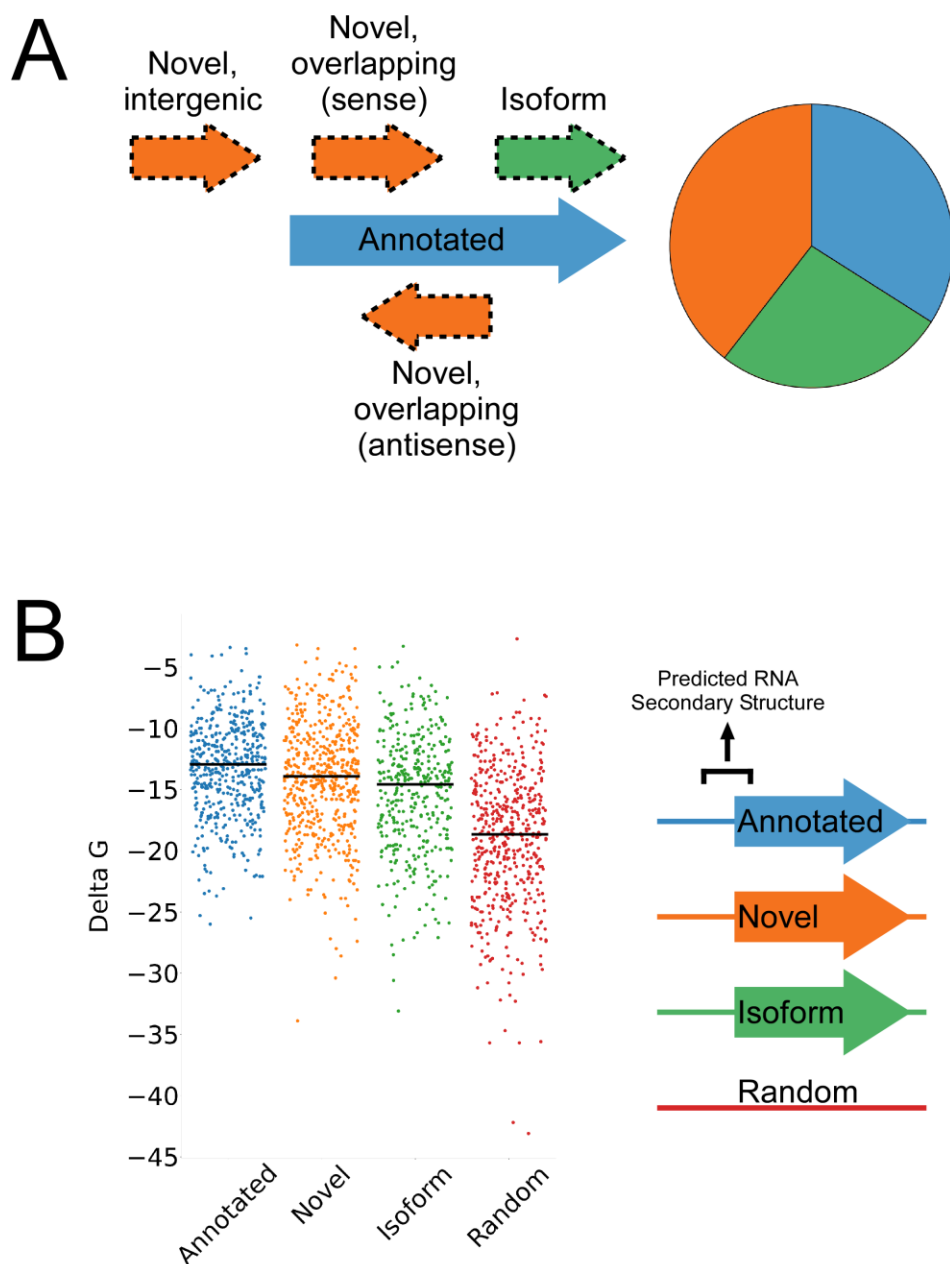 A
Novel,
intergenic
Novel,
overlapping
(sense)
Isoform
Annotated
Novel,
overlapping
(antisense)
B
Delta G
−5
−10
−15
−20
−25
−30
−35
−40
−45
Annotated
Novel
Isoform
Random
Predicted RNA
Secondary Structure
Annotated
Novel
Isoform
Random